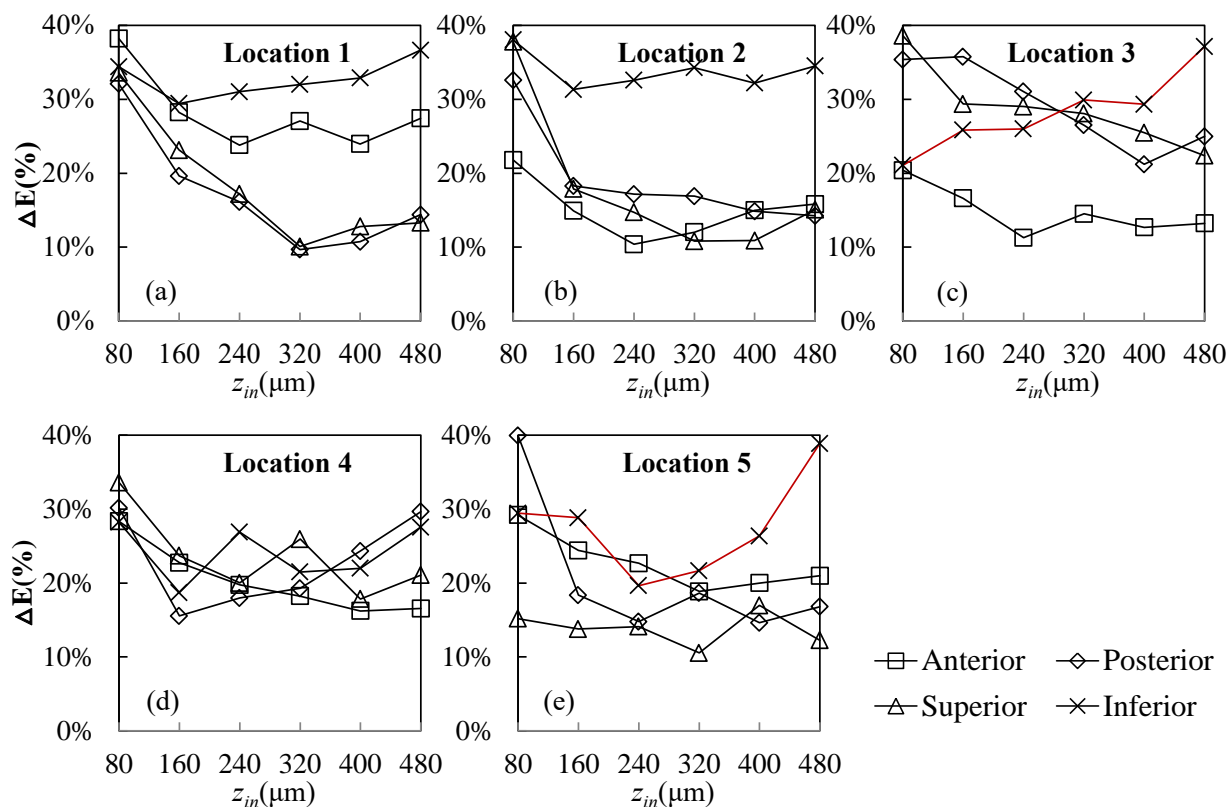 40%
30%
20%
10%
0%
ΔE(%)
Location 1
(a)
80 160 240 320 400 480
z_in(μm)
40%
30%
20%
10%
0%
Location 2
(b)
80 160 240 320 400 480
z_in(μm)
40%
30%
20%
10%
0%
Location 3
(c)
80 160 240 320 400 480
z_in(μm)
40%
30%
20%
10%
0%
ΔE(%)
Location 4
(d)
80 160 240 320 400 480
z_in(μm)
40%
30%
20%
10%
0%
Location 5
(e)
80 160 240 320 400 480
z_in(μm)
Anterior Posterior
Superior Inferior